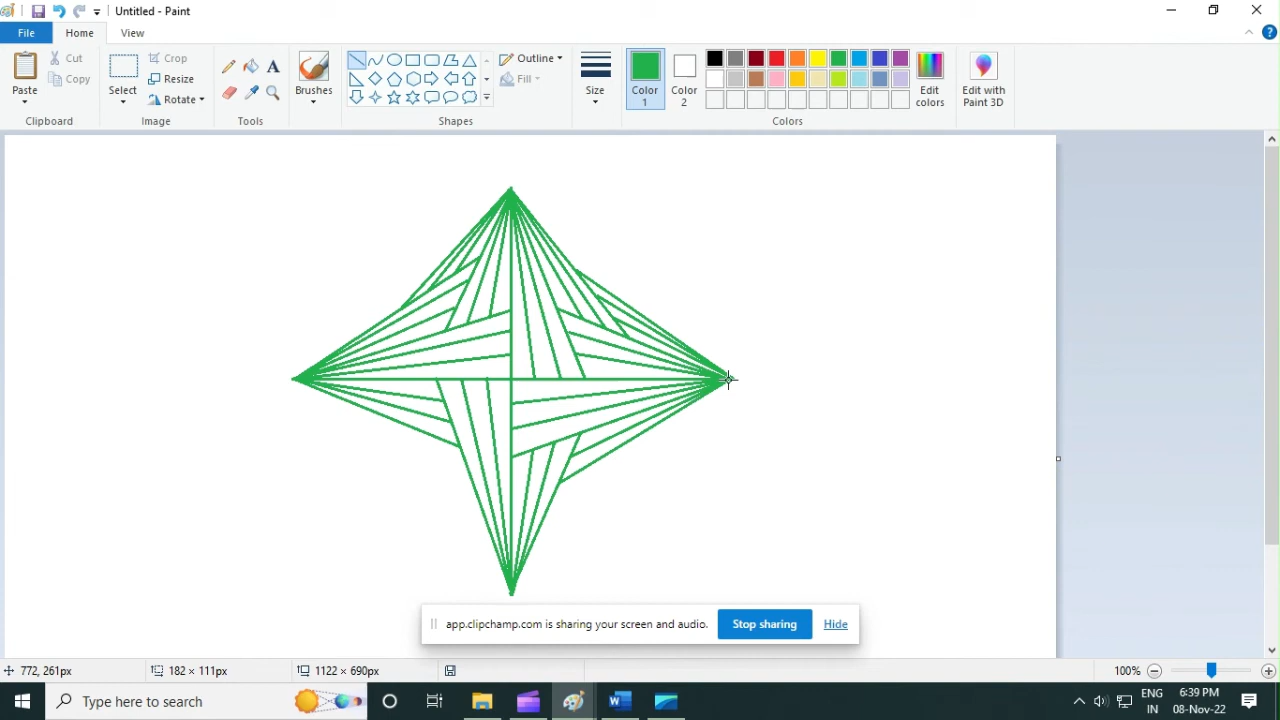 Untitled - Paint
File Home View
Paste
Cut
Copy
Clipboard
Select
Crop
Resize
Rotate
Image
A
Tools
Brushes
Outline
Fill
Shapes
Size
Color 1
Color 2
Edit colors
Colors
Edit with Paint 3D
app.clipchamp.com is sharing your screen and audio. Stop sharing Hide
772, 261px 182 × 111px 1122 × 690px 100%
Type here to search
W
ENG
IN
6:39 PM
08-Nov-22